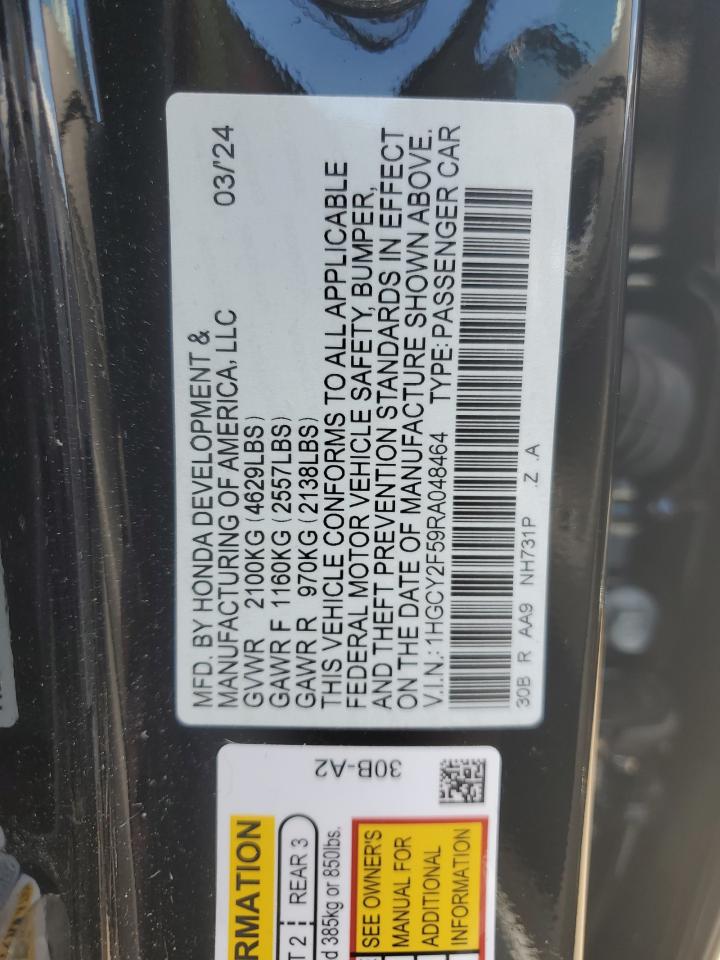 MFD. BY HONDA DEVELOPMENT &
MANUFACTURING OF AMERICA, LLC 03/'24
GVWR 2100KG (4629LBS)
GAWR F 1160KG (2557LBS)
GAWR R 970KG (2138LBS)
THIS VEHICLE CONFORMS TO ALL APPLICABLE
FEDERAL MOTOR VEHICLE SAFETY, BUMPER,
AND THEFT PREVENTION STANDARDS IN EFFECT
ON THE DATE OF MANUFACTURE SHOWN ABOVE.
V.I.N.: 1HGCY2F59RA048464 TYPE: PASSENGER CAR
30B R AA9 NH731P .Z .A
30B-A2
RMATION
T 2 REAR 3
d 385kg or 850lbs.
SEE OWNER'S
MANUAL FOR
ADDITIONAL
INFORMATION